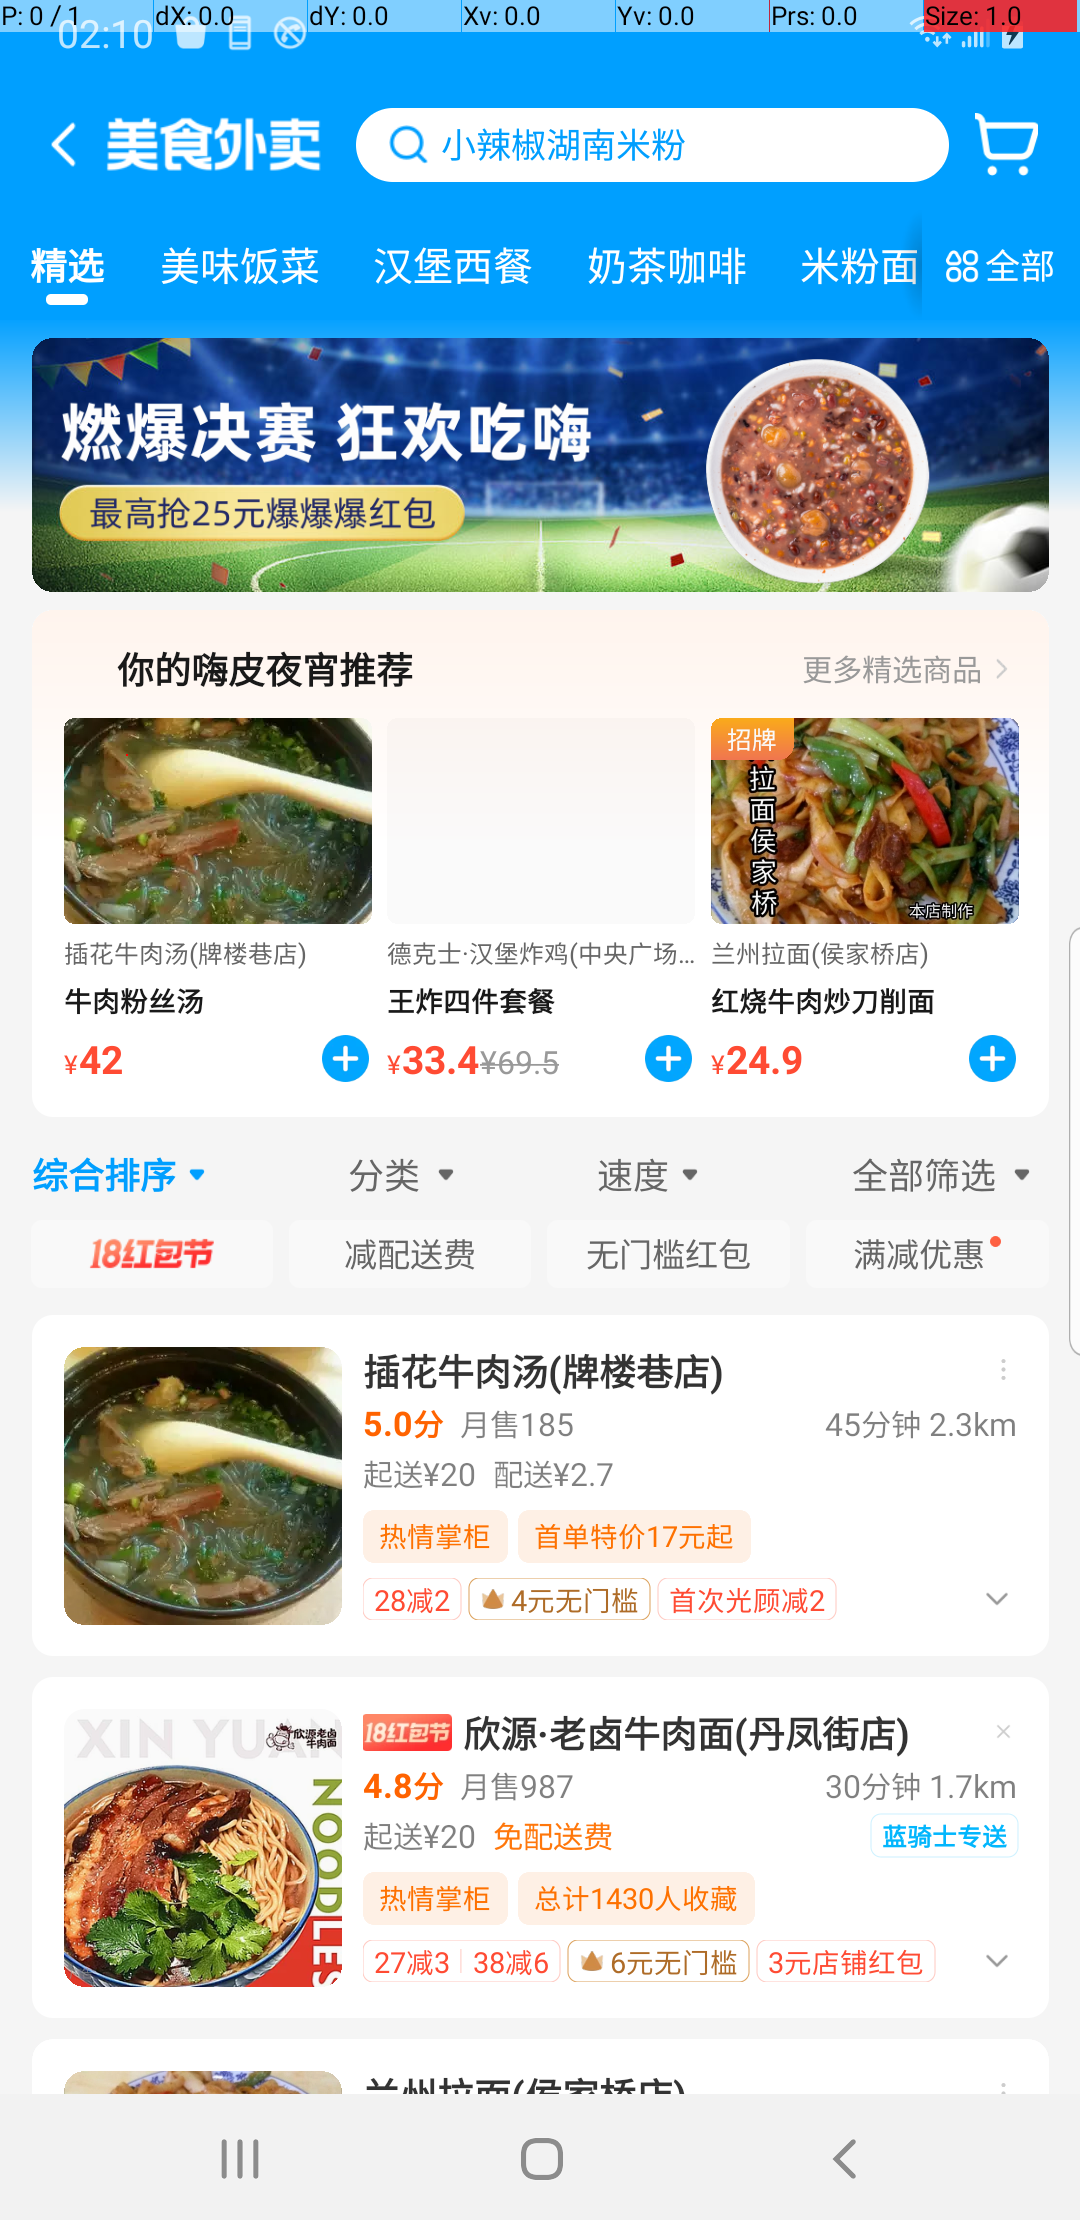 P: 0 / 1 dX: 0.0 dY: 0.0 Xv: 0.0 Yv: 0.0 Prs: 0.0 Size: 1.0
02:10
美食外卖 小辣椒湖南米粉
精选 美味饭菜 汉堡西餐 奶茶咖啡 米粉面 全部
燃爆决赛 狂欢吃嗨
最高抢25元爆爆爆红包
你的嗨皮夜宵推荐 更多精选商品
招牌
拉面侯家桥
本店制作
插花牛肉汤(牌楼巷店) 德克士·汉堡炸鸡(中央广场... 兰州拉面(侯家桥店)
牛肉粉丝汤 王炸四件套餐 红烧牛肉炒刀削面
¥42 ¥33.4¥69.5 ¥24.9
综合排序 分类 速度 全部筛选
18红包节 减配送费 无门槛红包 满减优惠
插花牛肉汤(牌楼巷店)
5.0分 月售185 45分钟 2.3km
起送¥20 配送¥2.7
热情掌柜 首单特价17元起
28减2 4元无门槛 首次光顾减2
XIN YUAN 欣源老卤牛肉面
NOODLES
18红包节 欣源·老卤牛肉面(丹凤街店)
4.8分 月售987 30分钟 1.7km
起送¥20 免配送费 蓝骑士专送
热情掌柜 总计1430人收藏
27减3 38减6 6元无门槛 3元店铺红包
兰州拉面(侯家桥店)